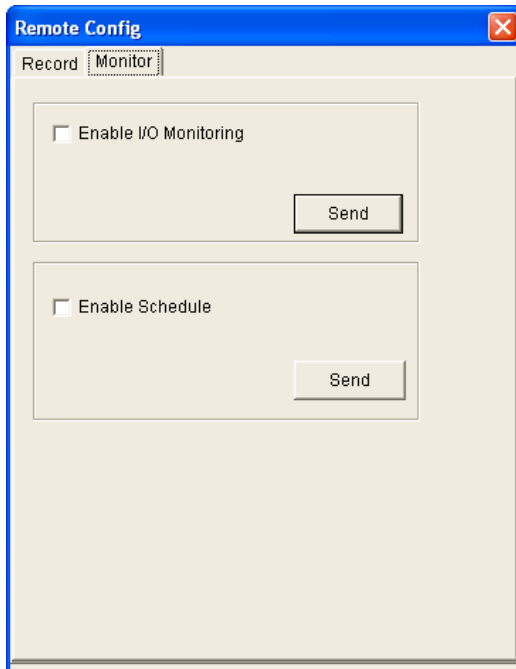 Remote Config
Record Monitor
Enable I/O Monitoring
Send
Enable Schedule
Send